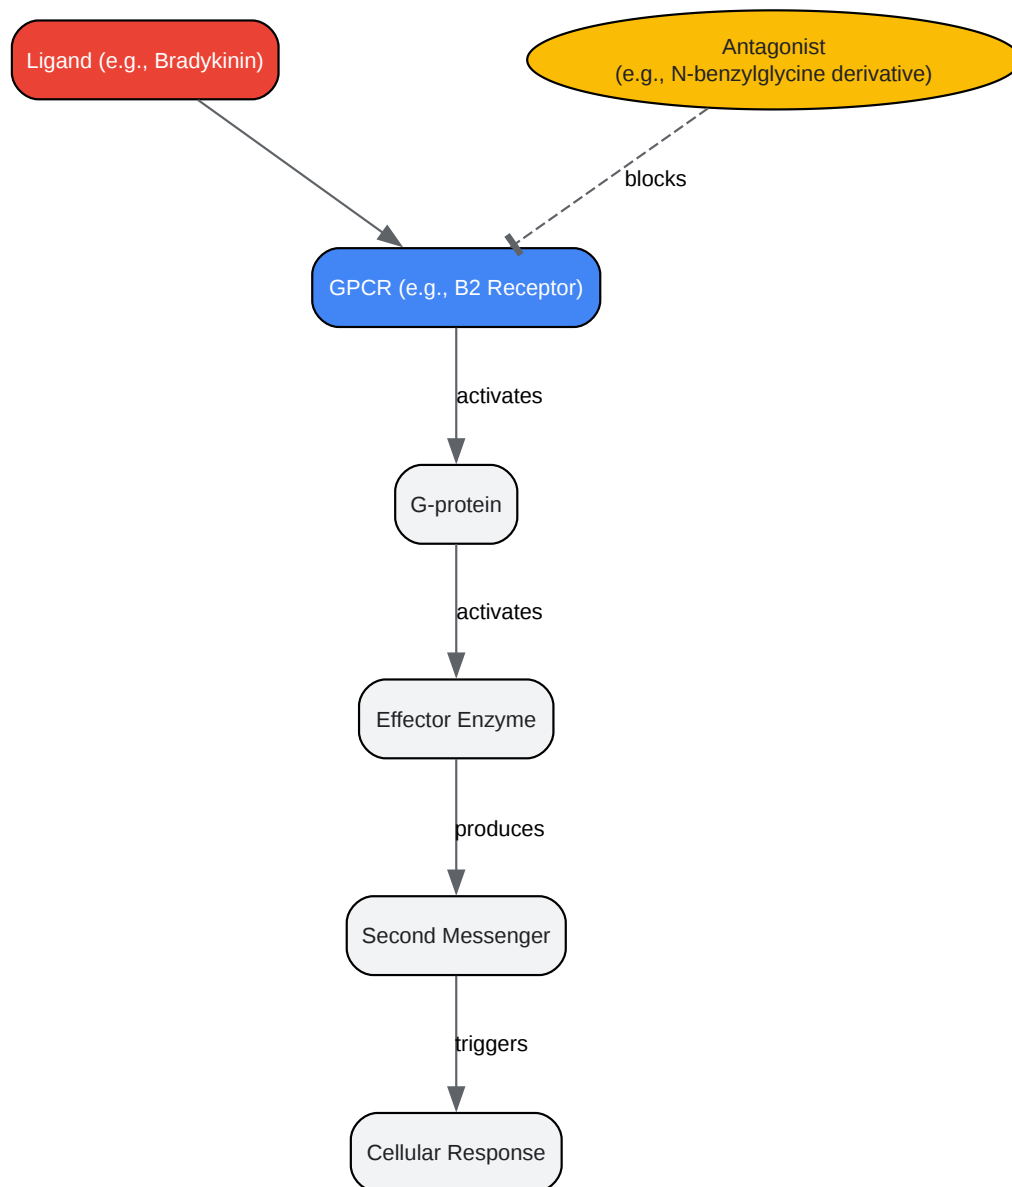 Ligand (e.g., Bradykinin)
Antagonist
(e.g., N-benzylglycine derivative)
blocks
GPCR (e.g., B2 Receptor)
activates
G-protein
activates
Effector Enzyme
produces
Second Messenger
triggers
Cellular Response